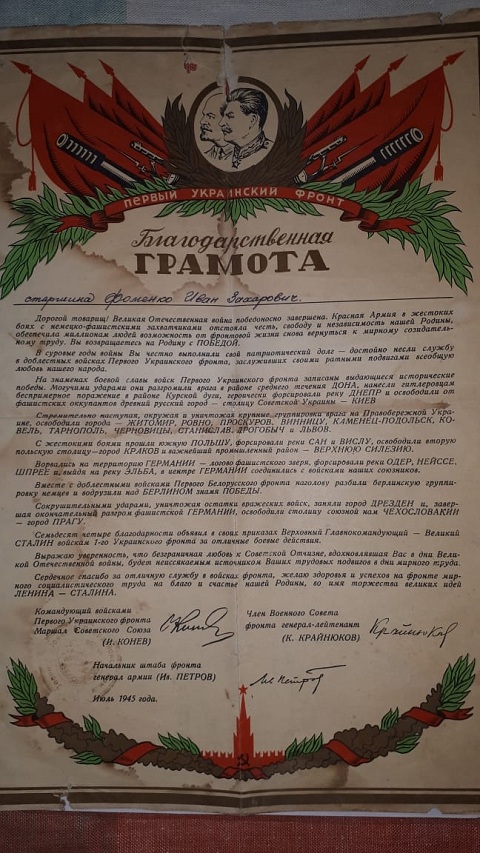 ПЕРВЫЙ УКРАИНСКИЙ ФРОНТ
Благодарственная
ГРАМОТА
старшина Фоменко Иван Захарович.
Дорогой товарищ! Великая Отечественная война победоносно завершена. Красная Армия в жестоких
боях с немецко-фашистскими захватчиками отстояла честь, свободу и независимость нашей Родины,
обеспечила миллионам людей возможность от фронтовой жизни снова вернуться к мирному созидатель-
ному труду. Вы возвращаетесь на Родину с ПОБЕДОЙ.
В суровые годы войны Вы честно выполнили свой патриотический долг — достойно несли службу
в доблестных войсках Первого Украинского фронта, заслуживших своими ратными подвигами всеобщую
любовь нашего народа.
На знаменах боевой славы войск Первого Украинского фронта записаны выдающиеся исторические
победы. Могучими ударами они разгромили врага в районе среднего течения ДОНА, нанесли гитлеровцам
беспримерное поражение в районе Курской дуги, героически форсировали реку ДНЕПР и освободили от
фашистских оккупантов древний русский город — столицу Советской Украины — КИЕВ
Стремительно наступая, окружая и уничтожая крупные группировки врага на Правобережной Укра-
ине, освободили города — ЖИТОМИР, РОВНО, ПРОСКУРОВ, ВИННИЦУ, КАМЕНЕЦ-ПОДОЛЬСК, КО-
ВЕЛЬ, ТАРНОПОЛЬ, ЧЕРНОВИЦЫ, СТАНИСЛАВ, ДРОГОБЫЧ и ЛЬВОВ.
С жестокими боями прошли южную ПОЛЬШУ, форсировали реки САН и ВИСЛУ, освободили вторую
польскую столицу—город КРАКОВ и важнейший промышленный район — ВЕРХНЮЮ СИЛЕЗИЮ.
Ворвались на территорию ГЕРМАНИИ — логово фашистского зверя, форсировали реки ОДЕР, НЕЙССЕ,
ШПРЕЕ и, выйдя на реку ЭЛЬБА, в центре ГЕРМАНИИ соединились с войсками наших союзников.
Вместе с доблестными войсками Первого Белорусского фронта наголову разбили берлинскую груп-
пировку немцев и водрузили над БЕРЛИНОМ знамя ПОБЕДЫ.
Сокрушительными ударами, уничтожая остатки вражеских войск, заняли город ДРЕЗДЕН и, завер-
шая окончательный разгром фашистской ГЕРМАНИИ, освободили столицу союзной нам ЧЕХОСЛОВАКИИ
— город ПРАГУ.
Семьдесят четыре благодарности объявил в своих приказах Верховный Главнокомандующий — Великий
СТАЛИН войскам 1-го Украинского фронта за отличные боевые действия.
Выражаю уверенность, что безграничная любовь к Советской Отчизне, вдохновлявшая Вас в дни Вели-
кой Отечественной войны, будет неиссякаемым источником Ваших трудовых подвигов в дни мирного труда.
Сердечное спасибо за отличную службу в войсках фронта, желаю здоровья и успехов на фронте мир-
ного социалистического труда на благо и счастье нашей Родины, во имя торжества великих идей
ЛЕНИНА — СТАЛИНА.
Командующий войсками
Первого Украинского фронта
Маршал Советского Союза
(И. КОНЕВ)
Член Военного Совета
фронта генерал-лейтенант
(К. КРАЙНЮКОВ)
Крайнюков
Начальник штаба фронта
генерал армии (Ив. ПЕТРОВ)
Ив Петров
Июль 1945 года.